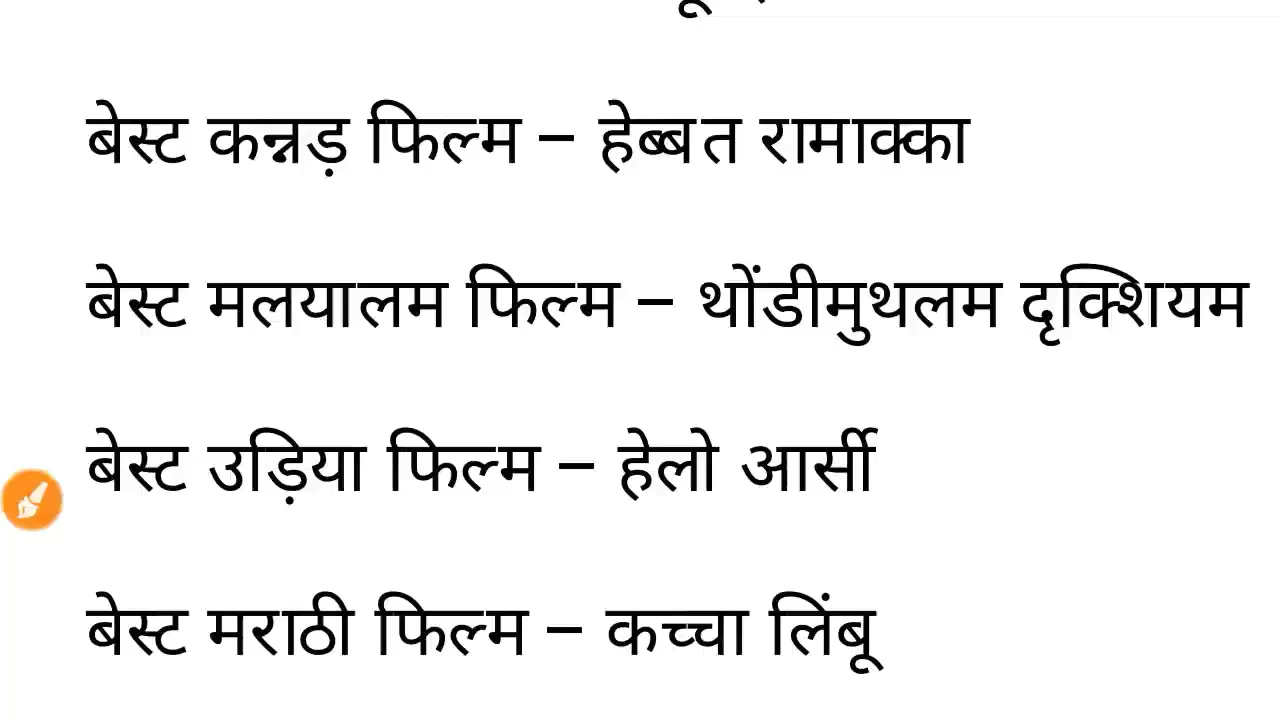 बेस्ट कन्नड़ फिल्म – हेब्बत रामाक्का
बेस्ट मलयालम फिल्म – थोंडीमुथलम दृक्शियम
बेस्ट उड़िया फिल्म – हेलो आर्सी
बेस्ट मराठी फिल्म – कच्चा लिंबू